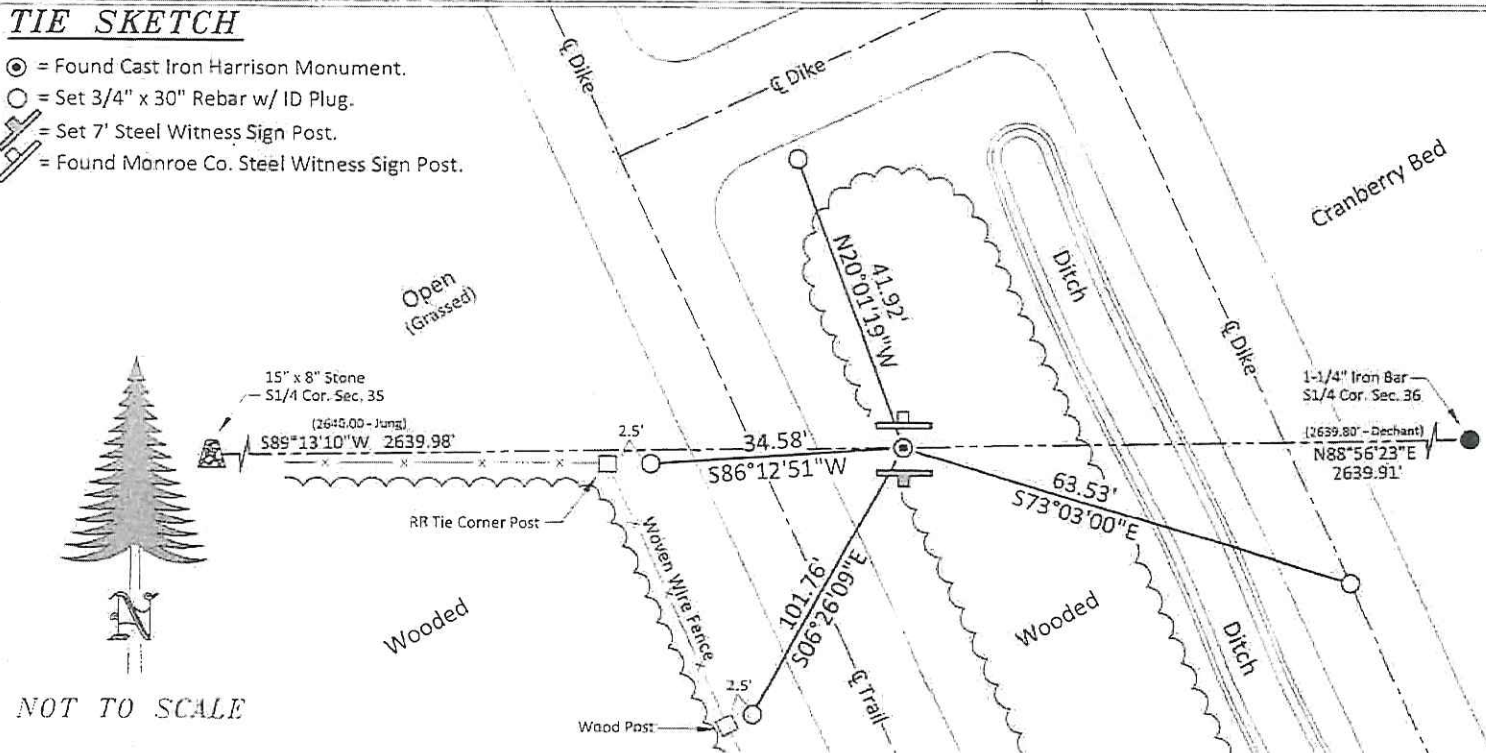 TIE SKETCH
= Found Cast Iron Harrison Monument.
= Set 3/4" x 30" Rebar w/ ID Plug.
= Set 7' Steel Witness Sign Post.
= Found Monroe Co. Steel Witness Sign Post.
℄ Dike
℄ Dike
Cranberry Bed
Open
(Grassed)
41.92'
N20°01'19"W
Ditch
℄ Dike
15" x 8" Stone
S1/4 Cor. Sec. 35
(2640.00 - Jung)
S89°13'10"W 2639.98'
2.5'
34.58'
S86°12'51"W
1-1/4" Iron Bar
S1/4 Cor. Sec. 36
(2639.80' - Dechant)
N88°56'23"E
2639.91'
63.53'
S73°03'00"E
RR Tie Corner Post
Woven Wire Fence
101.76'
S06°26'09"E
Wooded
Wooded
Ditch
N
2.5'
Wood Post
℄ Trail
NOT TO SCALE